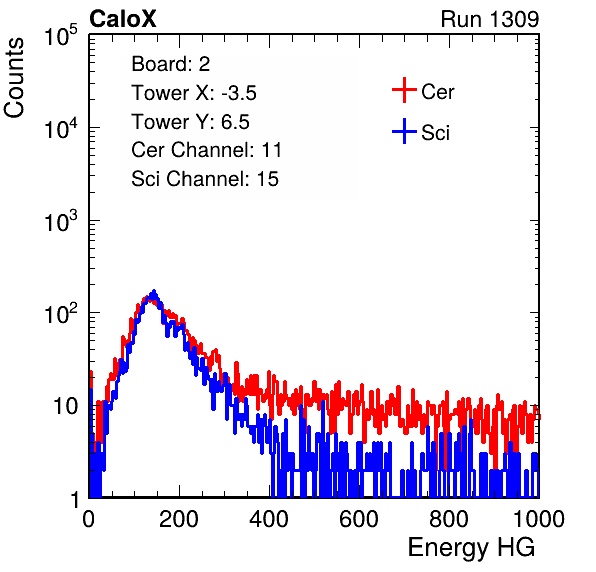 CaloX Run 1309
Counts
Board: 2
Tower X: -3.5
Tower Y: 6.5
Cer Channel: 11
Sci Channel: 15
Cer
Sci
10^5
10^4
10^3
10^2
10
1
0 200 400 600 800 1000
Energy HG